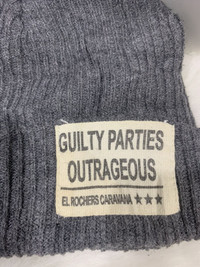 GUILTY PARTIES
OUTRAGEOUS
EL ROCHERS CARAVANA ★★★